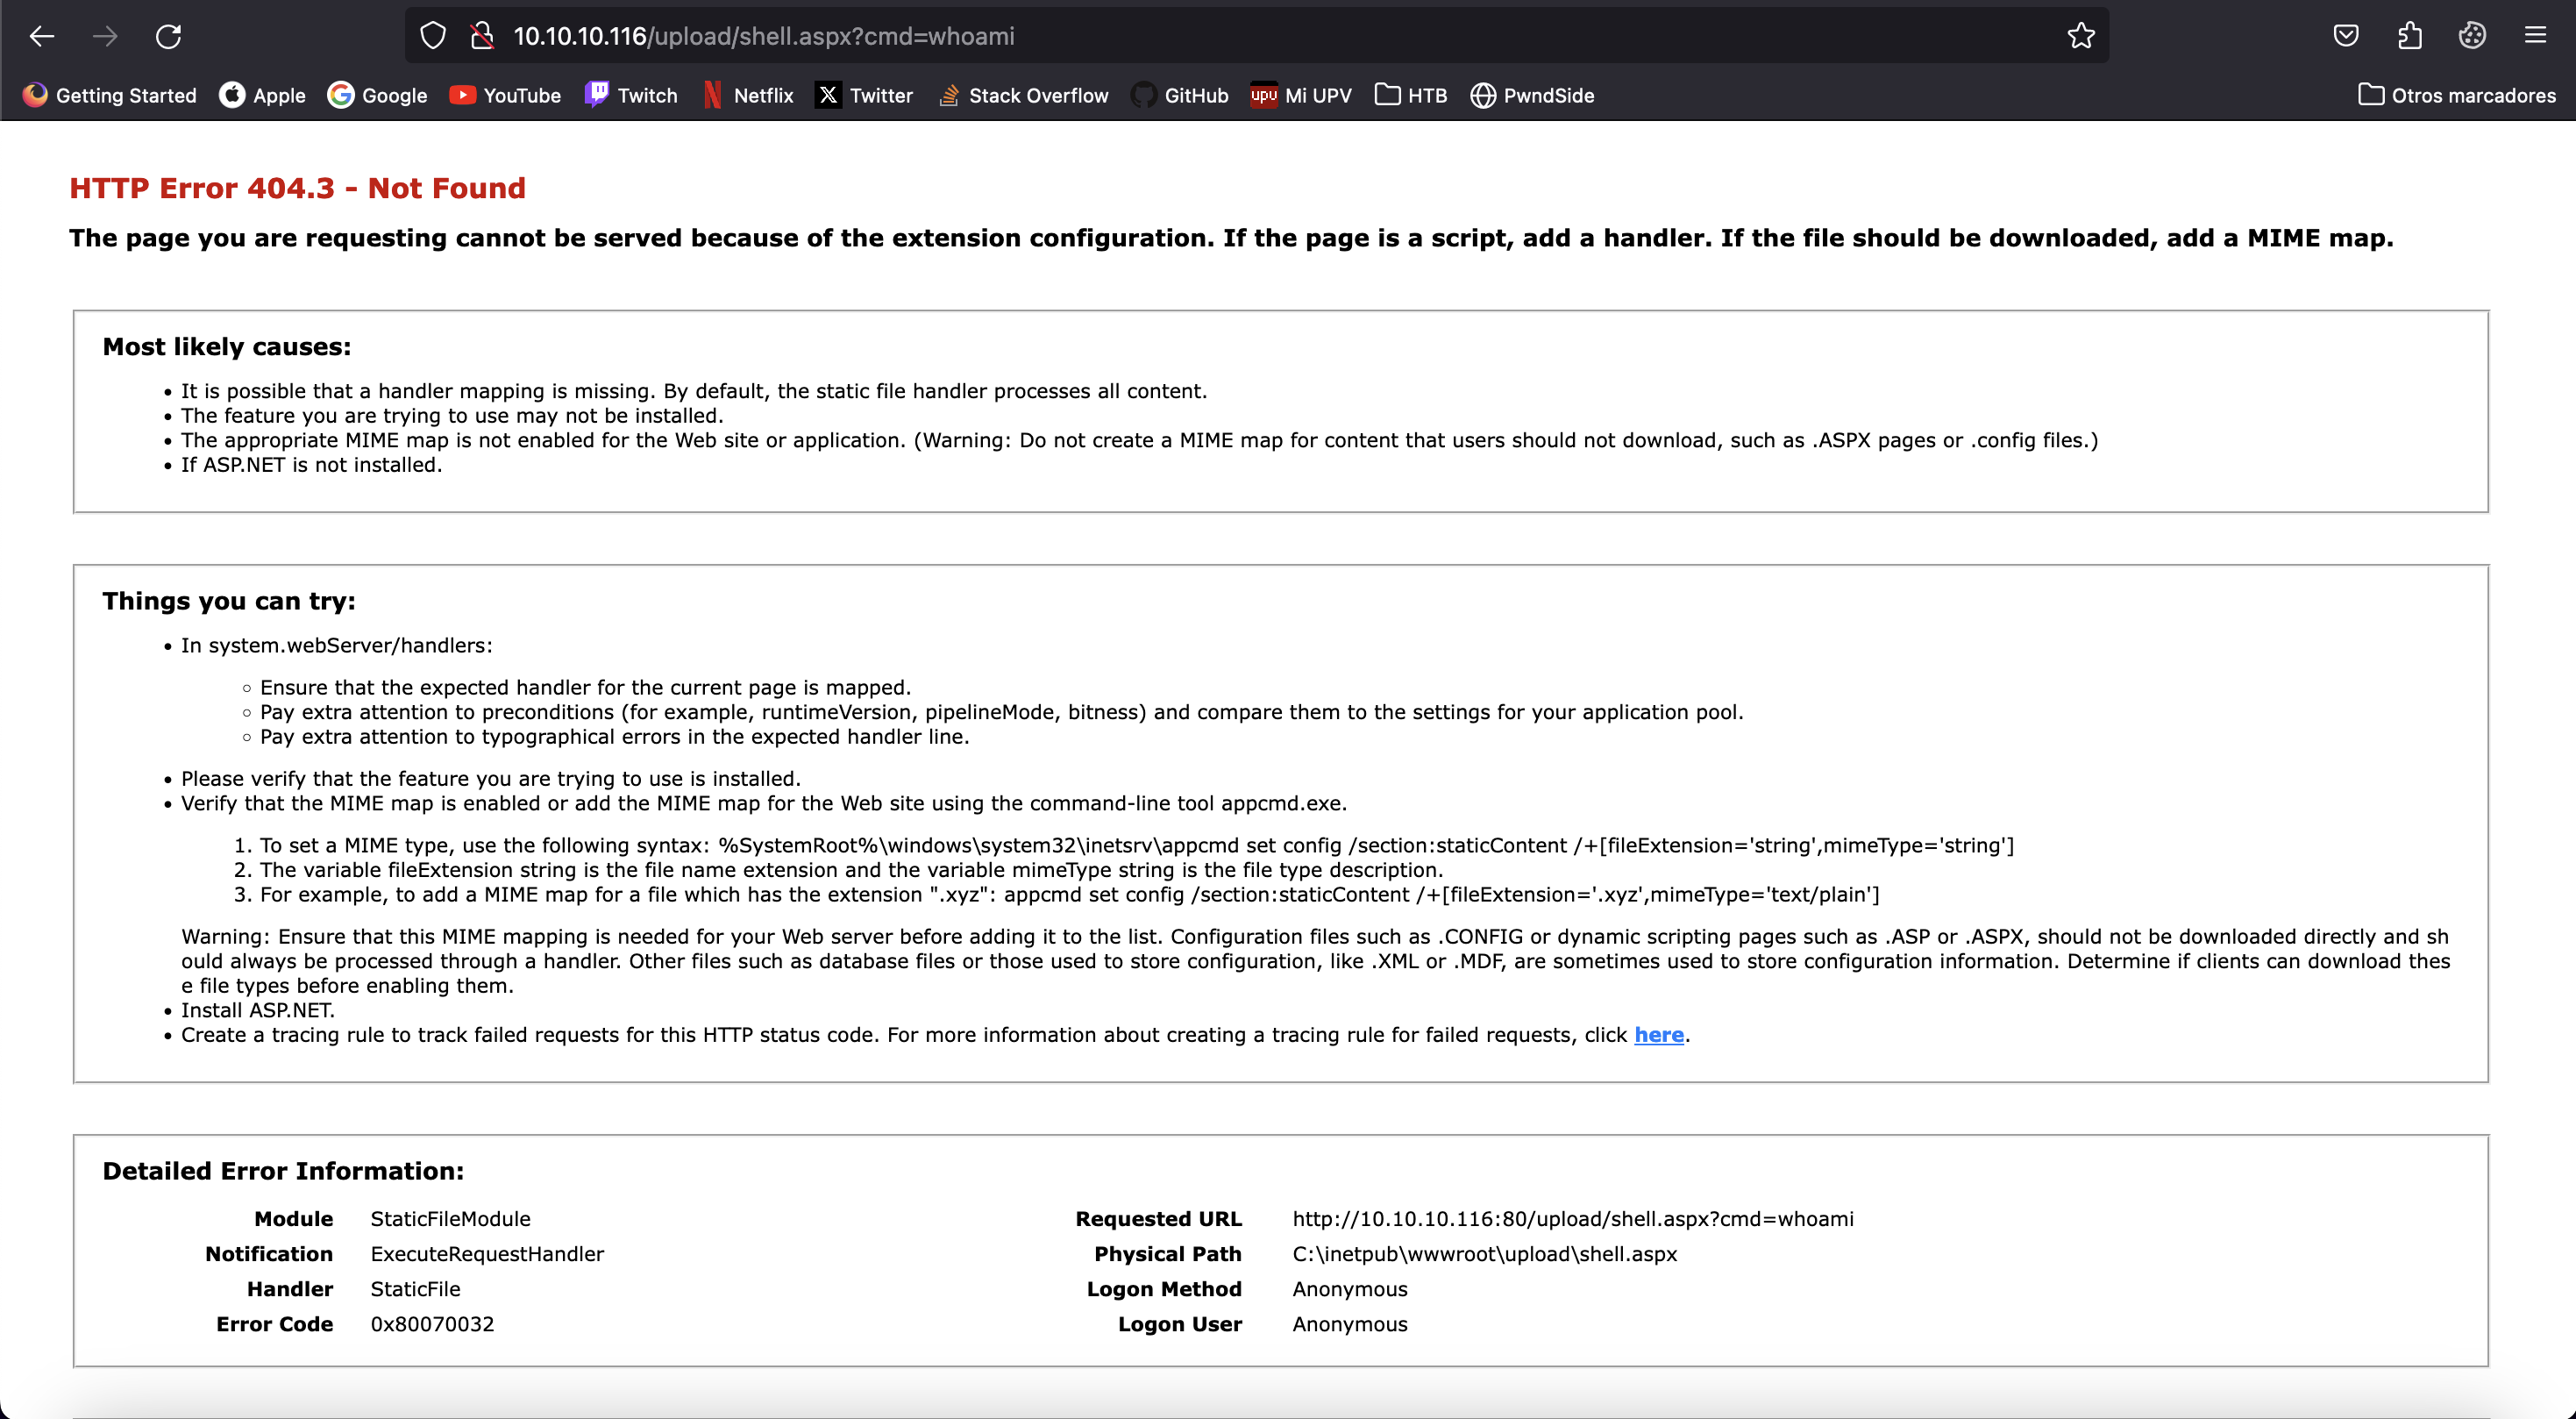 10.10.10.116/upload/shell.aspx?cmd=whoami
Getting Started Apple Google YouTube Twitch Netflix Twitter Stack Overflow GitHub upv Mi UPV HTB PwndSide Otros marcadores
HTTP Error 404.3 - Not Found
The page you are requesting cannot be served because of the extension configuration. If the page is a script, add a handler. If the file should be downloaded, add a MIME map.
Most likely causes:
• It is possible that a handler mapping is missing. By default, the static file handler processes all content.
• The feature you are trying to use may not be installed.
• The appropriate MIME map is not enabled for the Web site or application. (Warning: Do not create a MIME map for content that users should not download, such as .ASPX pages or .config files.)
• If ASP.NET is not installed.
Things you can try:
• In system.webServer/handlers:
◦ Ensure that the expected handler for the current page is mapped.
◦ Pay extra attention to preconditions (for example, runtimeVersion, pipelineMode, bitness) and compare them to the settings for your application pool.
◦ Pay extra attention to typographical errors in the expected handler line.
• Please verify that the feature you are trying to use is installed.
• Verify that the MIME map is enabled or add the MIME map for the Web site using the command-line tool appcmd.exe.
1. To set a MIME type, use the following syntax: %SystemRoot%\windows\system32\inetsrv\appcmd set config /section:staticContent /+[fileExtension='string',mimeType='string']
2. The variable fileExtension string is the file name extension and the variable mimeType string is the file type description.
3. For example, to add a MIME map for a file which has the extension ".xyz": appcmd set config /section:staticContent /+[fileExtension='.xyz',mimeType='text/plain']
Warning: Ensure that this MIME mapping is needed for your Web server before adding it to the list. Configuration files such as .CONFIG or dynamic scripting pages such as .ASP or .ASPX, should not be downloaded directly and sh
ould always be processed through a handler. Other files such as database files or those used to store configuration, like .XML or .MDF, are sometimes used to store configuration information. Determine if clients can download thes
e file types before enabling them.
• Install ASP.NET.
• Create a tracing rule to track failed requests for this HTTP status code. For more information about creating a tracing rule for failed requests, click here.
Detailed Error Information:
Module StaticFileModule
Notification ExecuteRequestHandler
Handler StaticFile
Error Code 0x80070032
Requested URL http://10.10.10.116:80/upload/shell.aspx?cmd=whoami
Physical Path C:\inetpub\wwwroot\upload\shell.aspx
Logon Method Anonymous
Logon User Anonymous